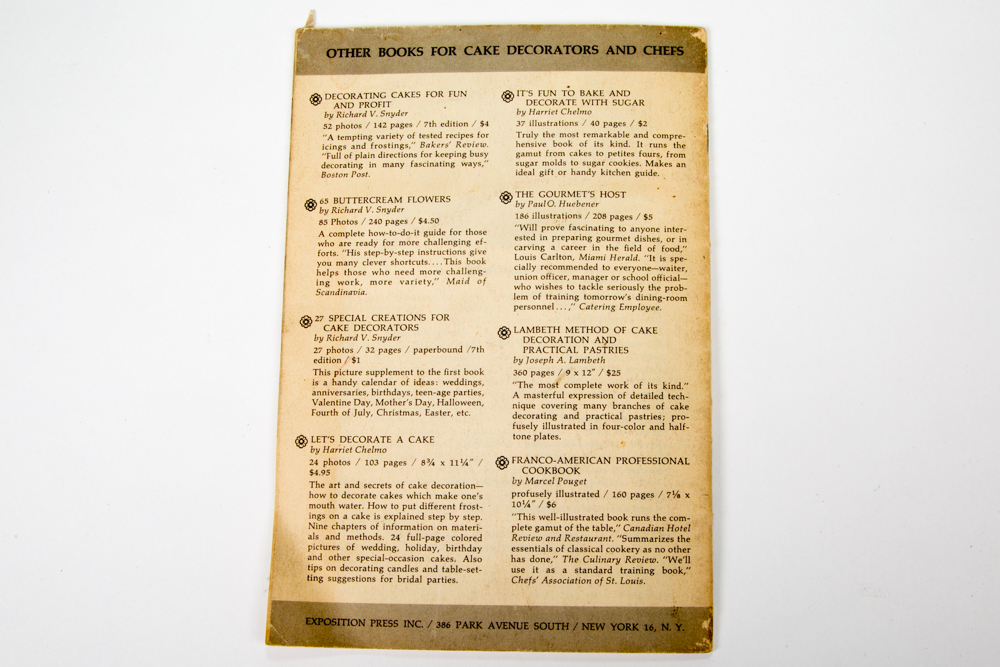 OTHER BOOKS FOR CAKE DECORATORS AND CHEFS
DECORATING CAKES FOR FUN
AND PROFIT
by Richard V. Snyder
52 photos / 142 pages / 7th edition / $4
"A tempting variety of tested recipes for
icings and frostings," Bakers' Review.
"Full of plain directions for keeping busy
decorating in many fascinating ways,"
Boston Post.
65 BUTTERCREAM FLOWERS
by Richard V. Snyder
85 Photos / 240 pages / $4.50
A complete how-to-do-it guide for those
who are ready for more challenging ef-
forts. "His step-by-step instructions give
you many clever shortcuts....This book
helps those who need more challeng-
ing work, more variety," Maid of
Scandinavia.
27 SPECIAL CREATIONS FOR
CAKE DECORATORS
by Richard V. Snyder
27 photos / 32 pages / paperbound /7th
edition / $1
This picture supplement to the first book
is a handy calendar of ideas: weddings,
anniversaries, birthdays, teen-age parties,
Valentine Day, Mother's Day, Halloween,
Fourth of July, Christmas, Easter, etc.
LET'S DECORATE A CAKE
by Harriet Chelmo
24 photos / 103 pages / 8¾ x 11¼" /
$4.95
The art and secrets of cake decoration—
how to decorate cakes which make one's
mouth water. How to put different frost-
ings on a cake is explained step by step.
Nine chapters of information on materi-
als and methods. 24 full-page colored
pictures of wedding, holiday, birthday
and other special-occasion cakes. Also
tips on decorating candles and table-set-
ting suggestions for bridal parties.
IT'S FUN TO BAKE AND
DECORATE WITH SUGAR
by Harriet Chelmo
37 illustrations / 40 pages / $2
Truly the most remarkable and compre-
hensive book of its kind. It runs the
gamut from cakes to petites fours, from
sugar molds to sugar cookies. Makes an
ideal gift or handy kitchen guide.
THE GOURMET'S HOST
by Paul O. Huebener
186 illustrations / 208 pages / $5
"Will prove fascinating to anyone inter-
ested in preparing gourmet dishes, or in
carving a career in the field of food,"
Louis Carlton, Miami Herald. "It is spe-
cially recommended to everyone—waiter,
union officer, manager or school official—
who wishes to tackle seriously the prob-
lem of training tomorrow's dining-room
personnel...," Catering Employee.
LAMBETH METHOD OF CAKE
DECORATION AND
PRACTICAL PASTRIES
by Joseph A. Lambeth
360 pages / 9 x 12" / $25
"The most complete work of its kind."
A masterful expression of detailed tech-
nique covering many branches of cake
decorating and practical pastries; pro-
fusely illustrated in four-color and half-
tone plates.
FRANCO-AMERICAN PROFESSIONAL
COOKBOOK
by Marcel Pouget
profusely illustrated / 160 pages / 7⅛ x
10¼" / $6
"This well-illustrated book runs the com-
plete gamut of the table," Canadian Hotel
Review and Restaurant. "Summarizes the
essentials of classical cookery as no other
has done," The Culinary Review. "We'll
use it as a standard training book,"
Chefs' Association of St. Louis.
EXPOSITION PRESS INC. / 386 PARK AVENUE SOUTH / NEW YORK 16, N. Y.